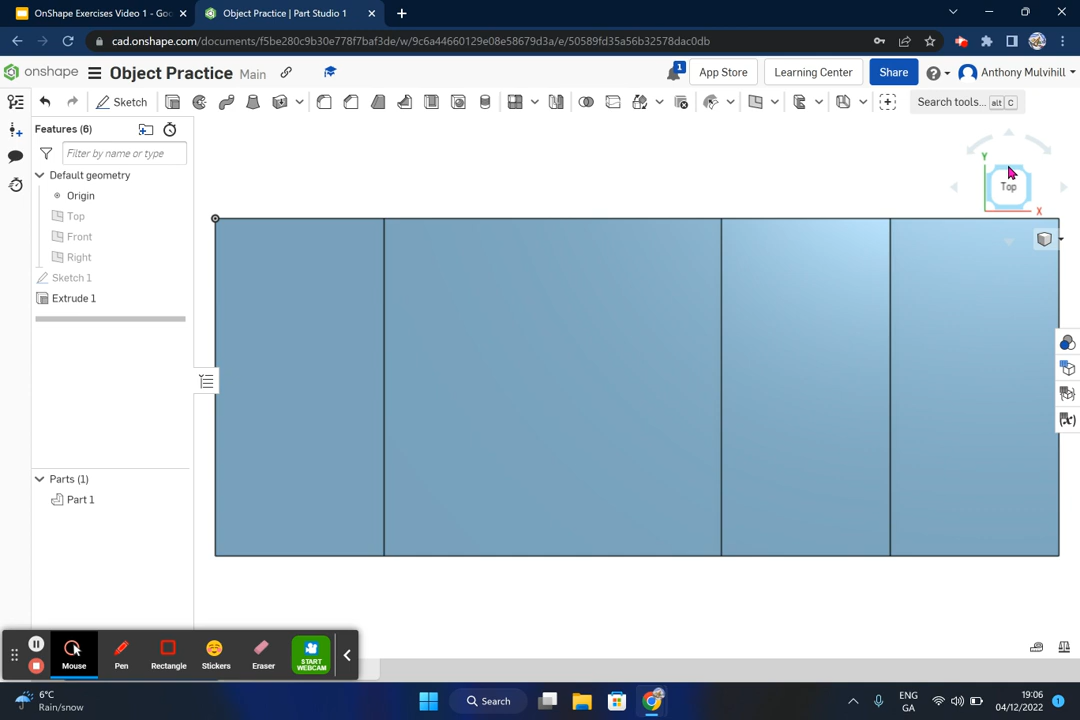 OnShape Exercises Video 1 - Goo
Object Practice | Part Studio 1
cad.onshape.com/documents/f5be280c9b30e778f7baf3de/w/9c6a44660129e08e58679d3a/e/50589fd35a56b32578dac0db
onshape
Object Practice Main
1
App Store
Learning Center
Share
Anthony Mulvihill
Sketch
Search tools... alt C
Features (6)
Filter by name or type
Default geometry
Origin
Top
Front
Right
Sketch 1
Extrude 1
Y
Top
X
Parts (1)
Part 1
Mouse
Pen
Rectangle
Stickers
Eraser
START
WEBCAM
6°C
Rain/snow
Search
ENG
GA
19:06
04/12/2022
1